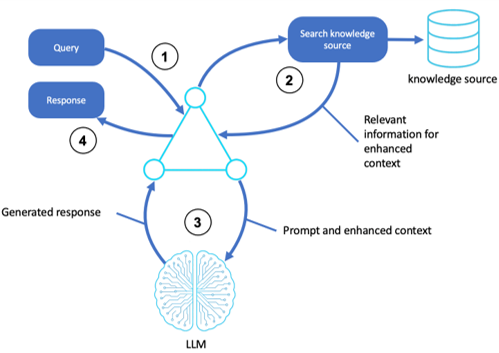 Query
1
Search knowledge
source
knowledge source
2
Response
4
Relevant
information for
enhanced
context
Generated response
3
Prompt and enhanced context
LLM